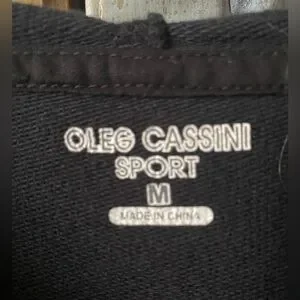 OLEG CASSINI
SPORT
M
MADE IN CHINA